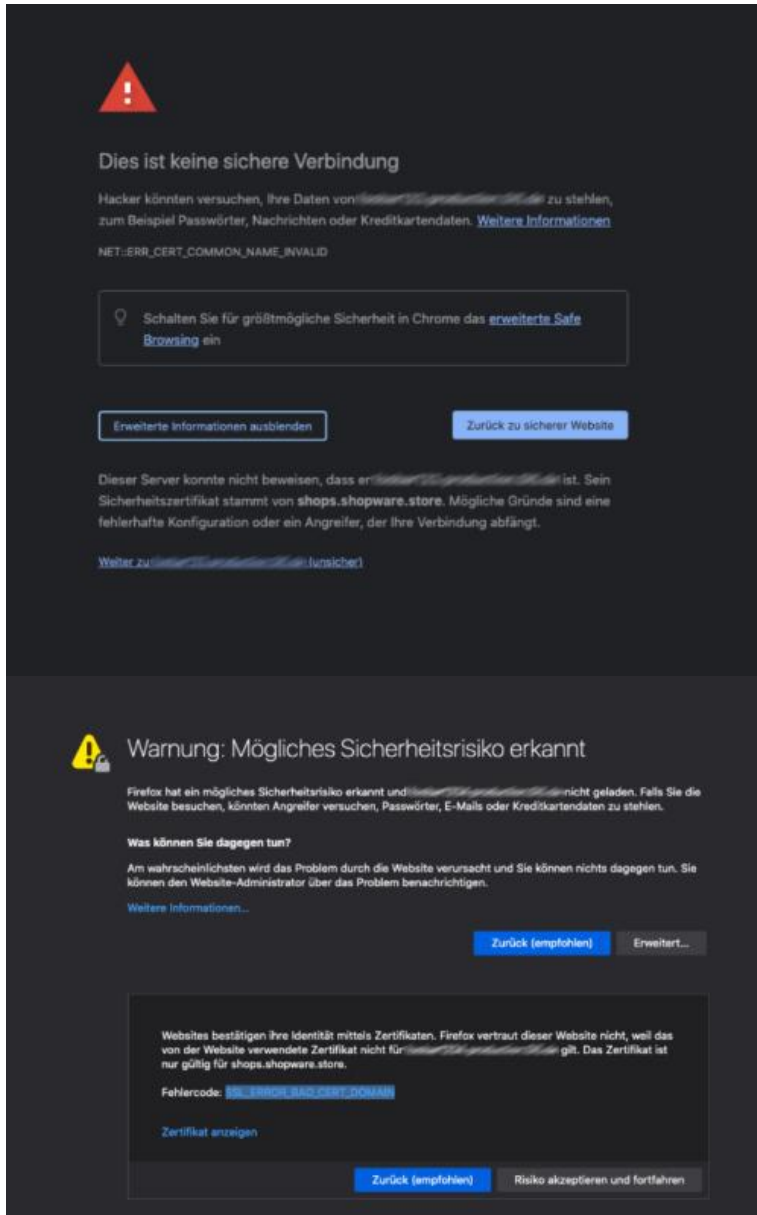 Dies ist keine sichere Verbindung
Hacker könnten versuchen, Ihre Daten von zu stehlen,
zum Beispiel Passwörter, Nachrichten oder Kreditkartendaten. Weitere Informationen
NET::ERR_CERT_COMMON_NAME_INVALID
Schalten Sie für größtmögliche Sicherheit in Chrome das erweiterte Safe
Browsing ein
Erweiterte Informationen ausblenden
Zurück zu sicherer Website
Dieser Server konnte nicht beweisen, dass er ist. Sein
Sicherheitszertifikat stammt von shops.shopware.store. Mögliche Gründe sind eine
fehlerhafte Konfiguration oder ein Angreifer, der Ihre Verbindung abfängt.
Weiter zu (unsicher)
Warnung: Mögliches Sicherheitsrisiko erkannt
Firefox hat ein mögliches Sicherheitsrisiko erkannt und nicht geladen. Falls Sie die
Website besuchen, könnten Angreifer versuchen, Passwörter, E-Mails oder Kreditkartendaten zu stehlen.
Was können Sie dagegen tun?
Am wahrscheinlichsten wird das Problem durch die Website verursacht und Sie können nichts dagegen tun. Sie
können den Website-Administrator über das Problem benachrichtigen.
Weitere Informationen...
Zurück (empfohlen)
Erweitert...
Websites bestätigen ihre Identität mittels Zertifikaten. Firefox vertraut dieser Website nicht, weil das
von der Website verwendete Zertifikat nicht für gilt. Das Zertifikat ist
nur gültig für shops.shopware.store.
Fehlercode: SSL_ERROR_BAD_CERT_DOMAIN
Zertifikat anzeigen
Zurück (empfohlen)
Risiko akzeptieren und fortfahren